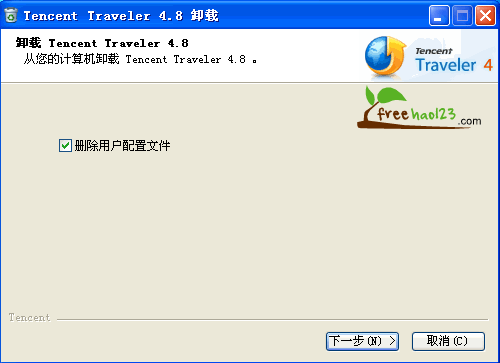 Tencent Traveler 4.8 卸载
卸载 Tencent Traveler 4.8
从您的计算机卸载 Tencent Traveler 4.8 。
Tencent
Traveler 4
freehao123.com
删除用户配置文件
Tencent
下一步(N) >
取消(C)